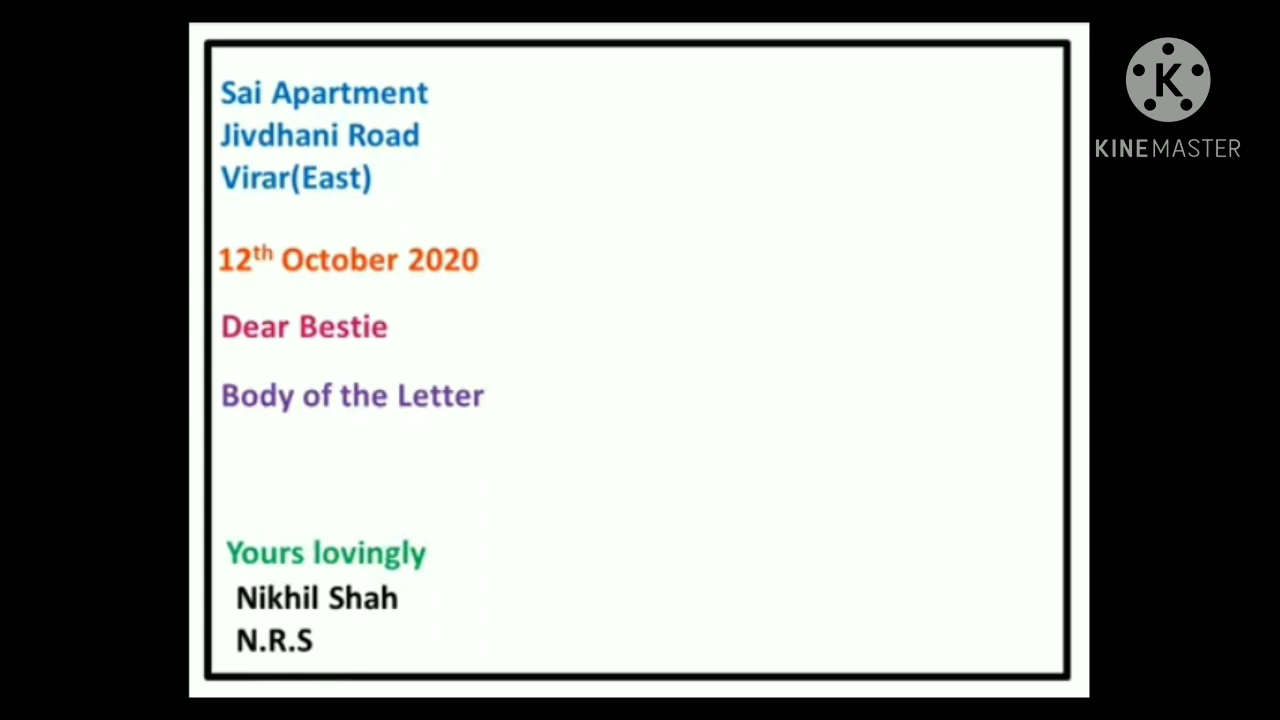 Sai Apartment
Jivdhani Road
Virar(East)
12th October 2020
Dear Bestie
Body of the Letter
Yours lovingly
Nikhil Shah
N.R.S
K
KINEMASTER